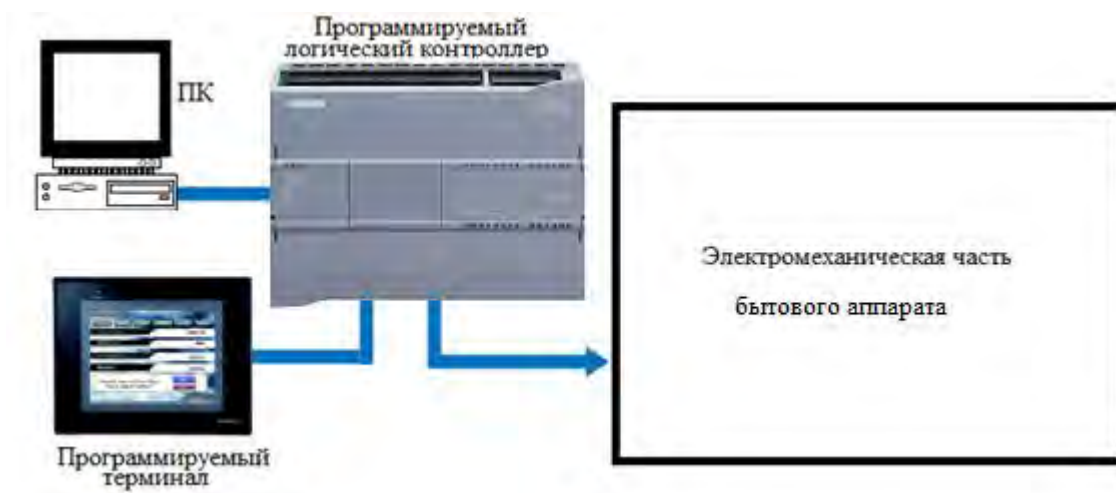 Программируемый
логический контроллер
ПК
Электромеханическая часть
бытового аппарата
Программируемый
терминал